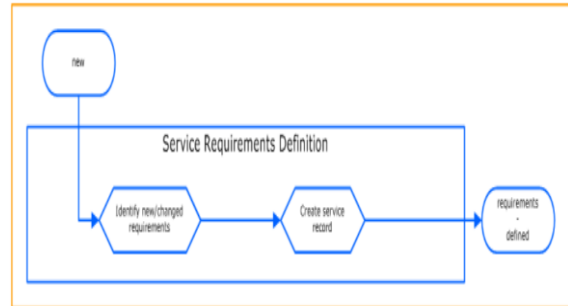 new
Service Requirements Definition
Identify new/changed
requirements
Create service
record
requirements
-
defined